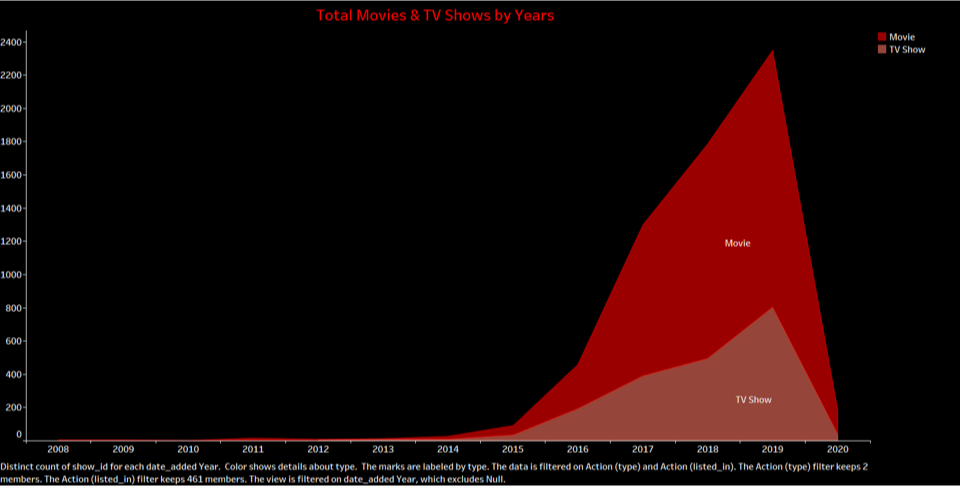 Total Movies & TV Shows by Years
Movie
TV Show
2400
2200
2000
1800
1600
1400
1200
1000
800
600
400
200
0
Movie
TV Show
2008 2009 2010 2011 2012 2013 2014 2015 2016 2017 2018 2019 2020
Distinct count of show_id for each date_added Year. Color shows details about type. The marks are labeled by type. The data is filtered on Action (type) and Action (listed_in). The Action (type) filter keeps 2
members. The Action (listed_in) filter keeps 461 members. The view is filtered on date_added Year, which excludes Null.